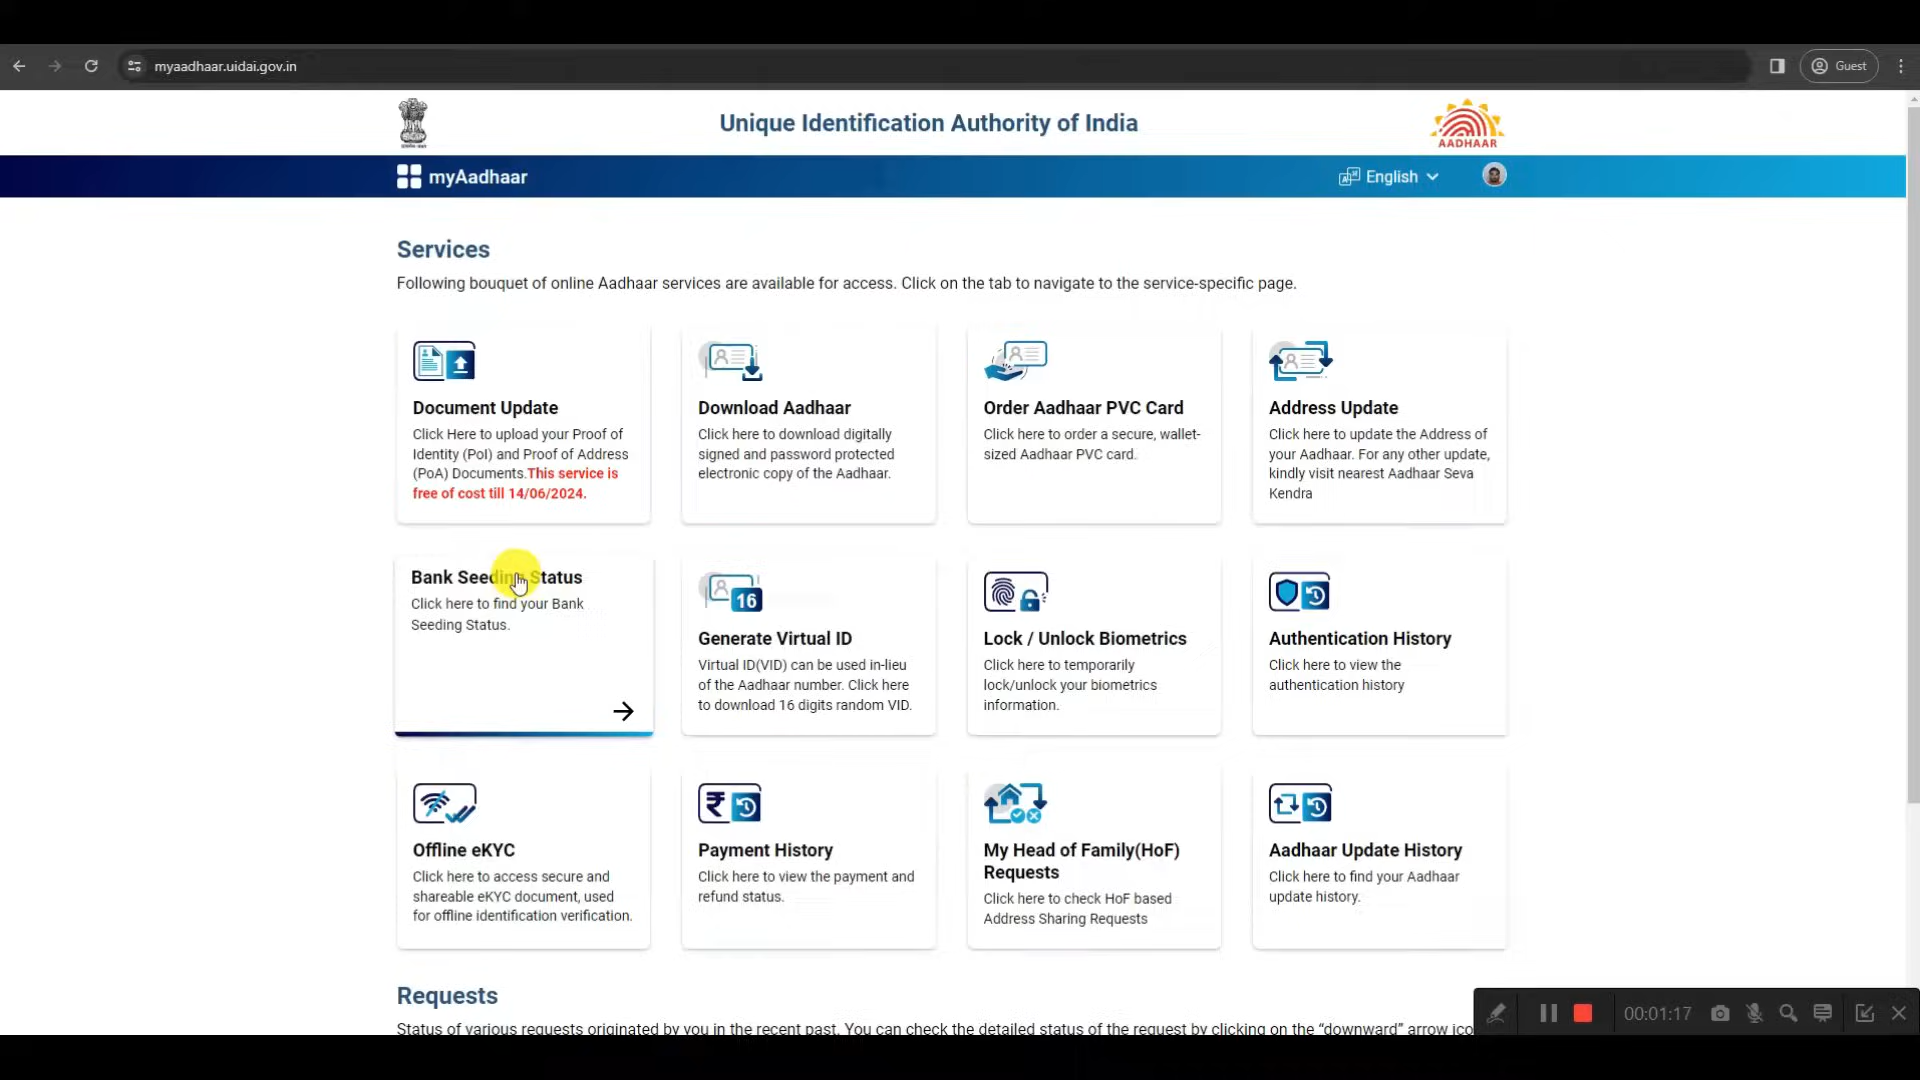 myaadhaar.uidai.gov.in
Guest
Unique Identification Authority of India
AADHAAR
myAadhaar
English
Services
Following bouquet of online Aadhaar services are available for access. Click on the tab to navigate to the service-specific page.
Document Update
Click Here to upload your Proof of
Identity (PoI) and Proof of Address
(PoA) Documents.This service is
free of cost till 14/06/2024.
Download Aadhaar
Click here to download digitally
signed and password protected
electronic copy of the Aadhaar.
Order Aadhaar PVC Card
Click here to order a secure, wallet-
sized Aadhaar PVC card.
Address Update
Click here to update the Address of
your Aadhaar. For any other update,
kindly visit nearest Aadhaar Seva
Kendra
Bank Seeding Status
Click here to find your Bank
Seeding Status.
16
Generate Virtual ID
Virtual ID(VID) can be used in-lieu
of the Aadhaar number. Click here
to download 16 digits random VID.
Lock / Unlock Biometrics
Click here to temporarily
lock/unlock your biometrics
information.
Authentication History
Click here to view the
authentication history
Offline eKYC
Click here to access secure and
shareable eKYC document, used
for offline identification verification.
₹
Payment History
Click here to view the payment and
refund status.
My Head of Family(HoF)
Requests
Click here to check HoF based
Address Sharing Requests
Aadhaar Update History
Click here to find your Aadhaar
update history.
Requests
Status of various requests originated by you in the recent past. You can check the detailed status of the request by clicking on the “downward” arrow ico
00:01:17